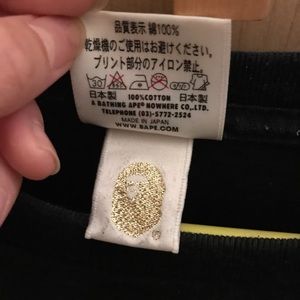 品質表示 綿100%
乾燥機のご使用はお避けください。
プリント部分のアイロン禁止。
30
日本製 100%COTTON 日本製
A BATHING APE® NOWHERE CO.,LTD.
TELEPHONE (03)-5772-2524
MADE IN JAPAN
WWW.BAPE.COM